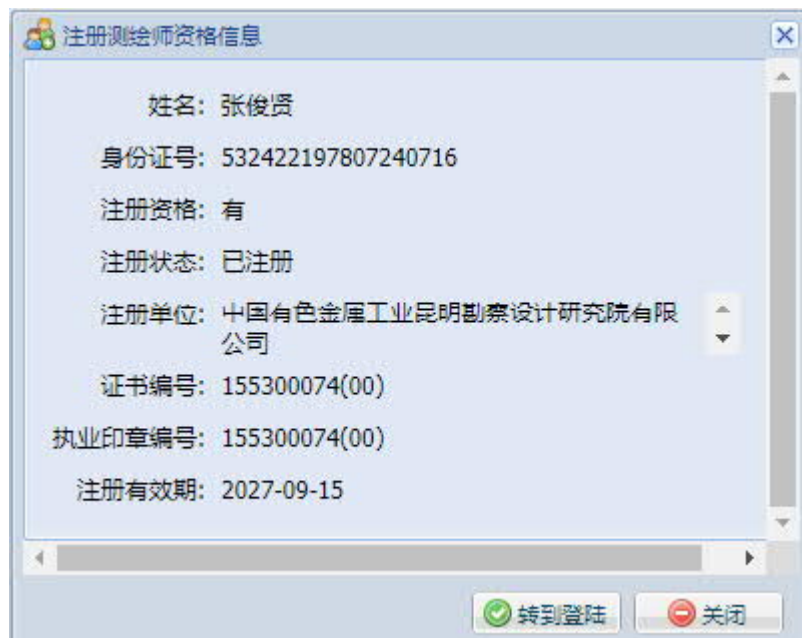 注册测绘师资格信息
姓名: 张俊贤
身份证号: 532422197807240716
注册资格: 有
注册状态: 已注册
注册单位: 中国有色金属工业昆明勘察设计研究院有限
公司
证书编号: 155300074(00)
执业印章编号: 155300074(00)
注册有效期: 2027-09-15
转到登陆 关闭